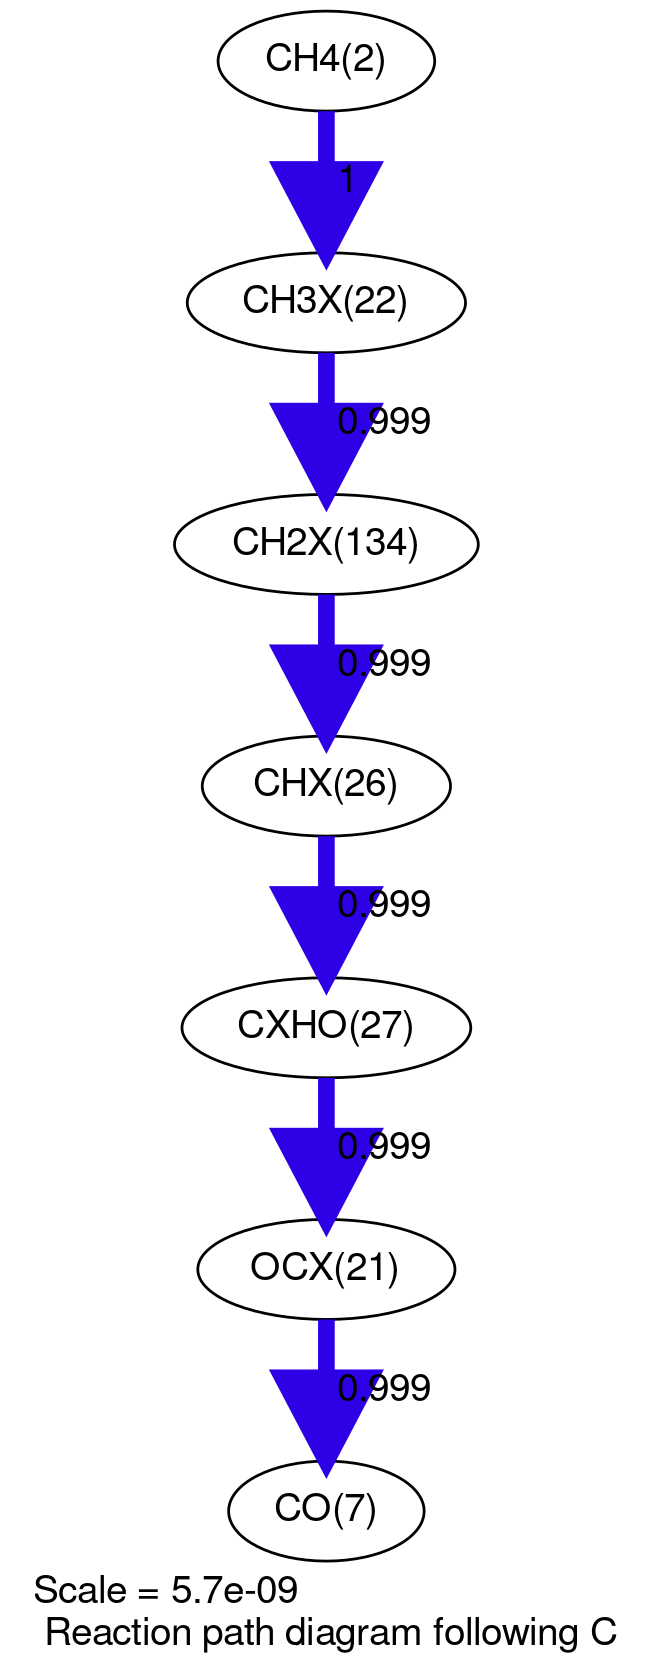 CH4(2)
1
CH3X(22)
0.999
CH2X(134)
0.999
CHX(26)
0.999
CXHO(27)
0.999
OCX(21)
0.999
CO(7)
Scale = 5.7e-09
Reaction path diagram following C